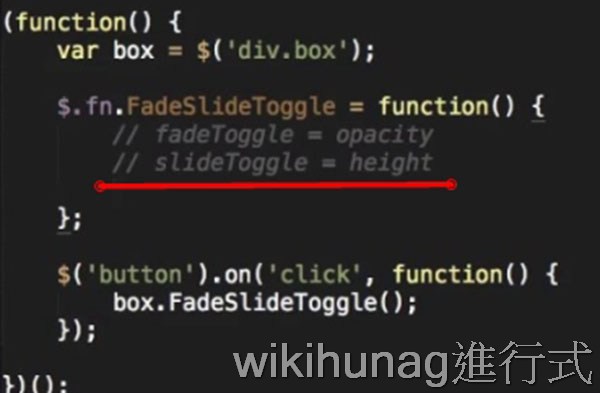 (function() {
var box = $('div.box');
$.fn.FadeSlideToggle = function() {
// fadeToggle = opacity
// slideToggle = height
};
$('button').on('click', function() {
box.FadeSlideToggle();
});
})();
wikihunag進行式